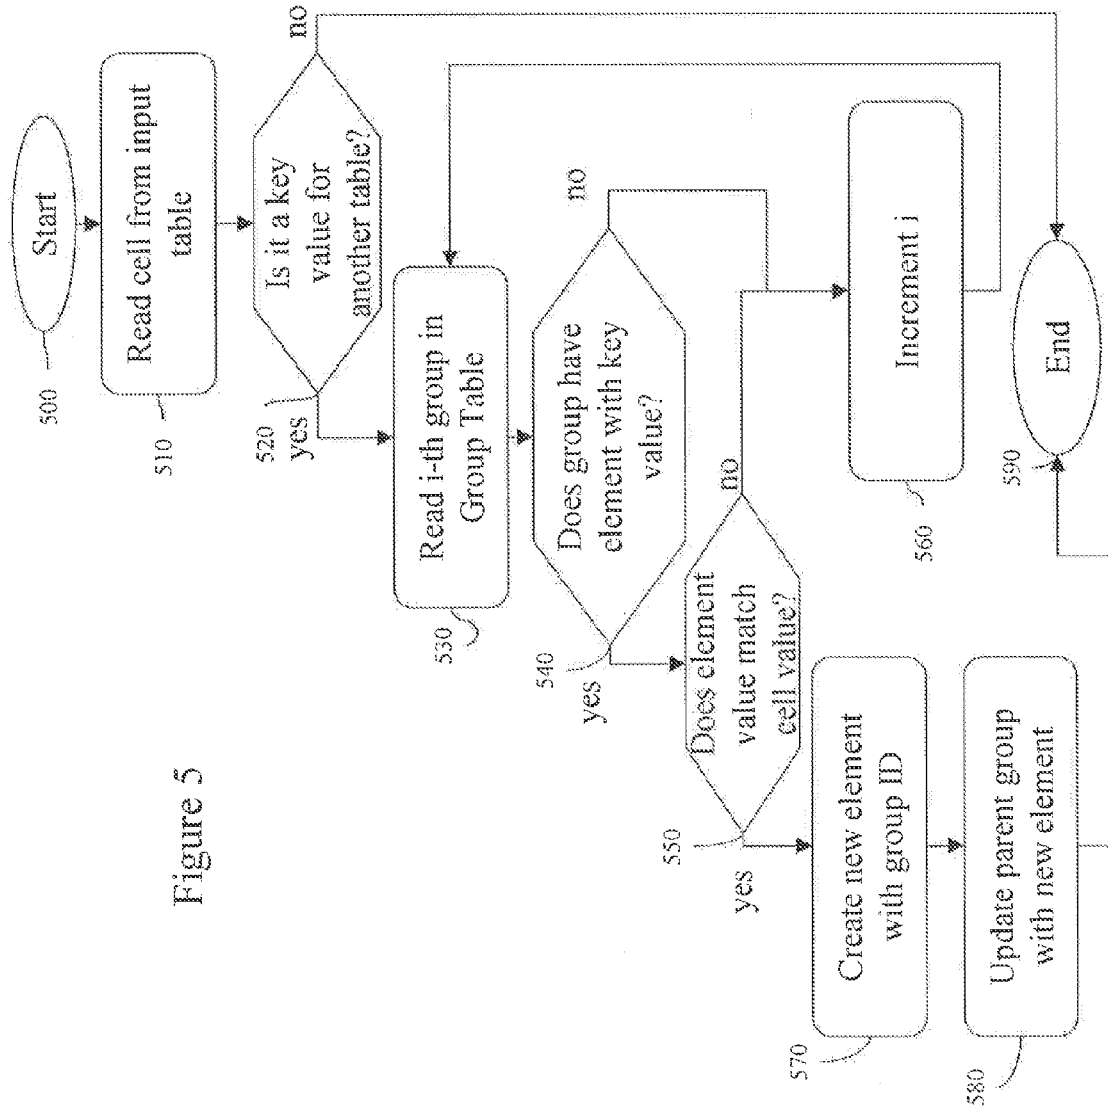 Figure 5
Start
500
Read cell from input
table
510
Is it a key
value for
another table?
520
yes
no
Read i-th group in
Group Table
530
Does group have
element with key
value?
540
yes
no
Does element
value match
cell value?
550
yes
no
Increment i
560
Create new element
with group ID
570
Update parent group
with new element
580
End
590